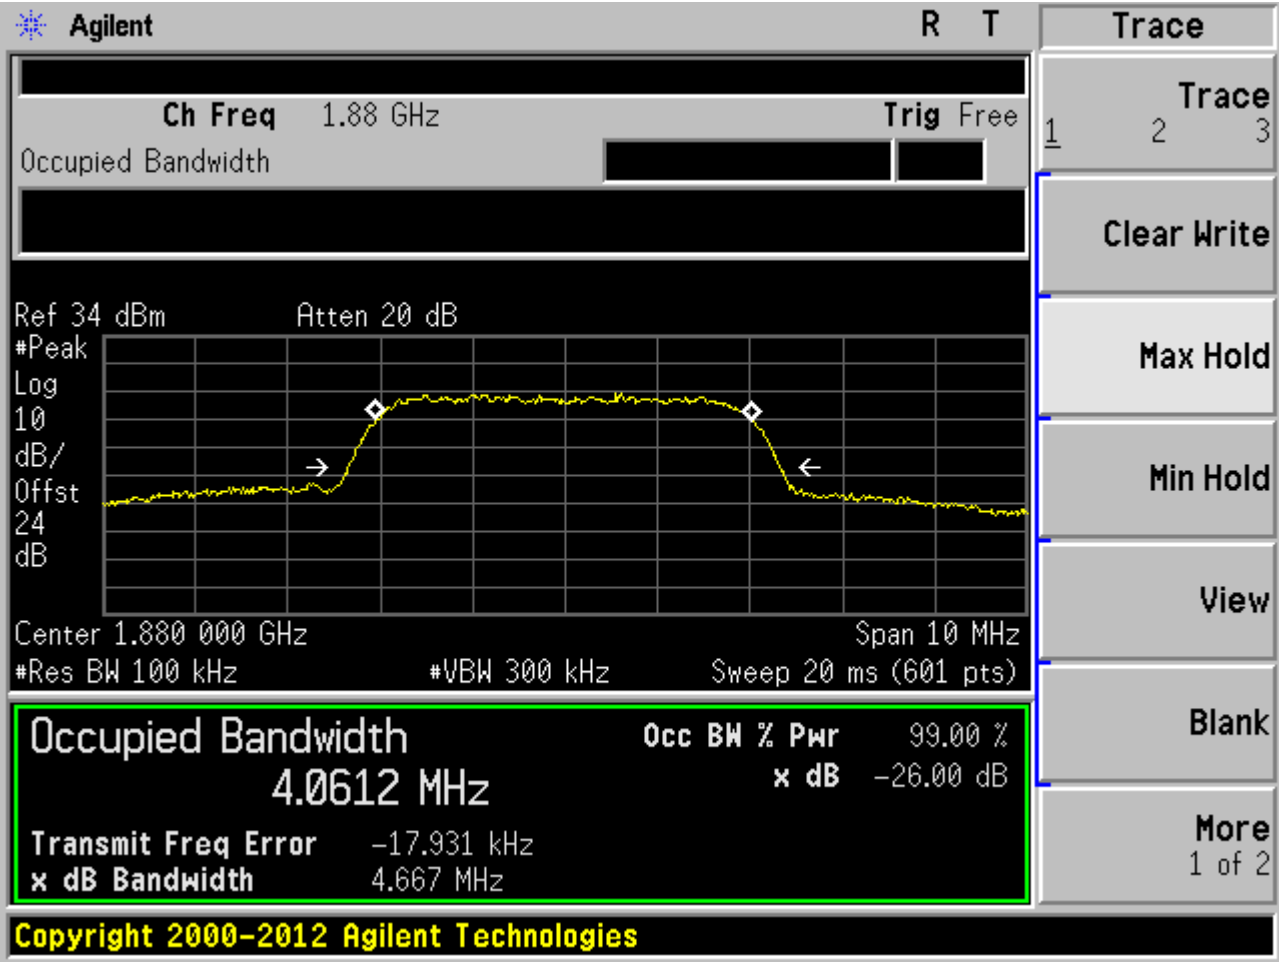 Agilent R T Trace
Ch Freq 1.88 GHz Trig Free
Occupied Bandwidth
Trace
1 2 3
Clear Write
Max Hold
Min Hold
View
Blank
More
1 of 2
Ref 34 dBm Atten 20 dB
#Peak
Log
10
dB/
Offst
24
dB
Center 1.880 000 GHz Span 10 MHz
#Res BW 100 kHz #VBW 300 kHz Sweep 20 ms (601 pts)
Occupied Bandwidth Occ BW % Pwr 99.00 %
4.0612 MHz x dB -26.00 dB
Transmit Freq Error -17.931 kHz
x dB Bandwidth 4.667 MHz
Copyright 2000-2012 Agilent Technologies